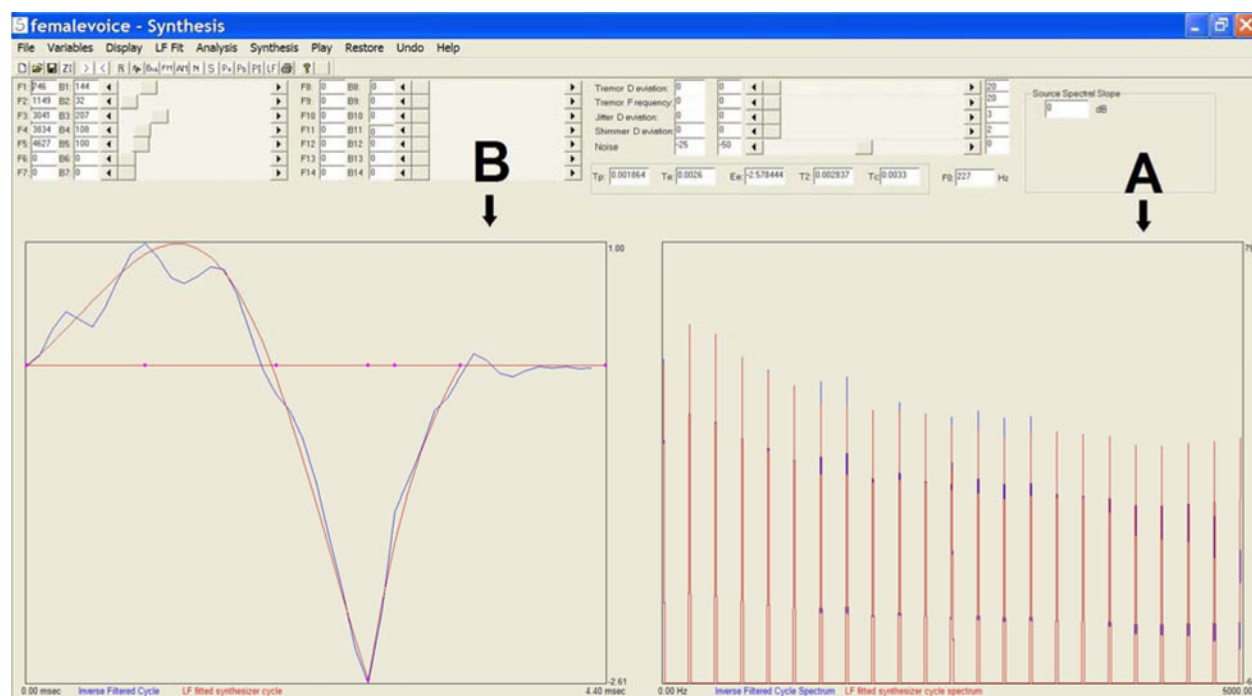 femalevoice - Synthesis
File Variables Display LF Fit Analysis Synthesis Play Restore Undo Help
F1: 746 B1: 144 F8: 0 B8: 0 Tremor Deviation: 0 0 20
F2: 1149 B2: 32 F9: 0 B9: 0 Tremor Frequency: 0 0 20
F3: 3041 B3: 207 F10 0 B10 0 Jitter Deviation: 0 0 3
F4: 3834 B4: 108 F11 0 B11 0 Shimmer Deviation: 0 0 2
F5: 4627 B5: 100 F12 0 B12 0 Noise -25 -50 0
F6: 0 B6: 0 F13 0 B13 0
F7: 0 B7: 0 F14 0 B14 0
Source Spectral Slope
0 dB
Tp: 0.001864 Te: 0.0026 Ee: -2.578444 T2: 0.002837 Tc: 0.0033 F0: 227 Hz
B
A
1.00
-2.61
0.00 msec Inverse Filtered Cycle LF fitted synthesizer cycle 4.40 msec
0.00 Hz Inverse Filtered Cycle Spectrum LF fitted synthesizer cycle spectrum 5000.00